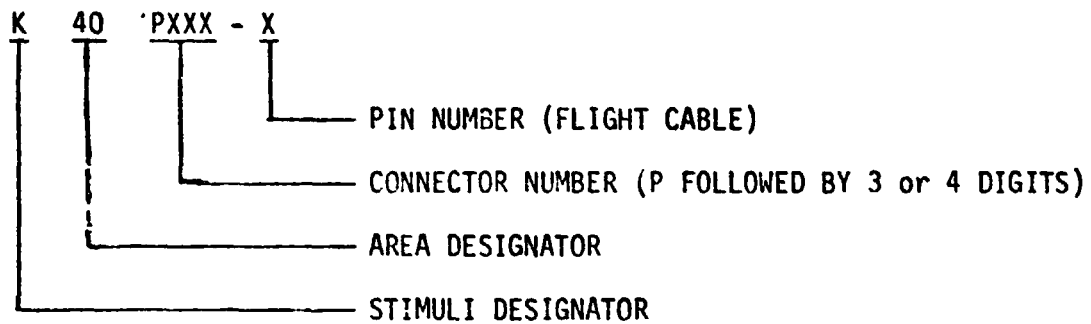 K 40 PXXX - X
PIN NUMBER (FLIGHT CABLE)
CONNECTOR NUMBER (P FOLLOWED BY 3 or 4 DIGITS)
AREA DESIGNATOR
STIMULI DESIGNATOR